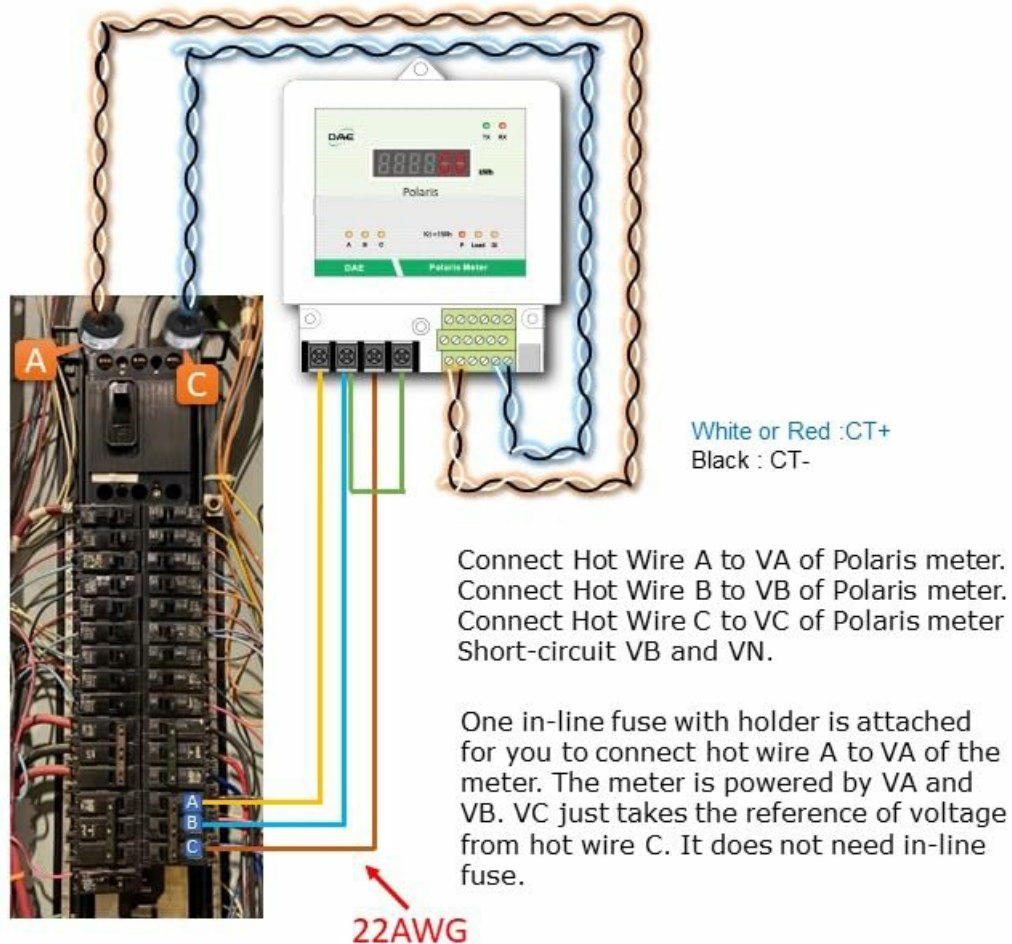 DAE
TX RX
kWh
Polaris
A B C
P Load
DAE Polaris Meter
A
C
White or Red :CT+
Black : CT-
Connect Hot Wire A to VA of Polaris meter.
Connect Hot Wire B to VB of Polaris meter.
Connect Hot Wire C to VC of Polaris meter
Short-circuit VB and VN.
One in-line fuse with holder is attached
for you to connect hot wire A to VA of the
meter. The meter is powered by VA and
VB. VC just takes the reference of voltage
from hot wire C. It does not need in-line
fuse.
A
B
C
22AWG